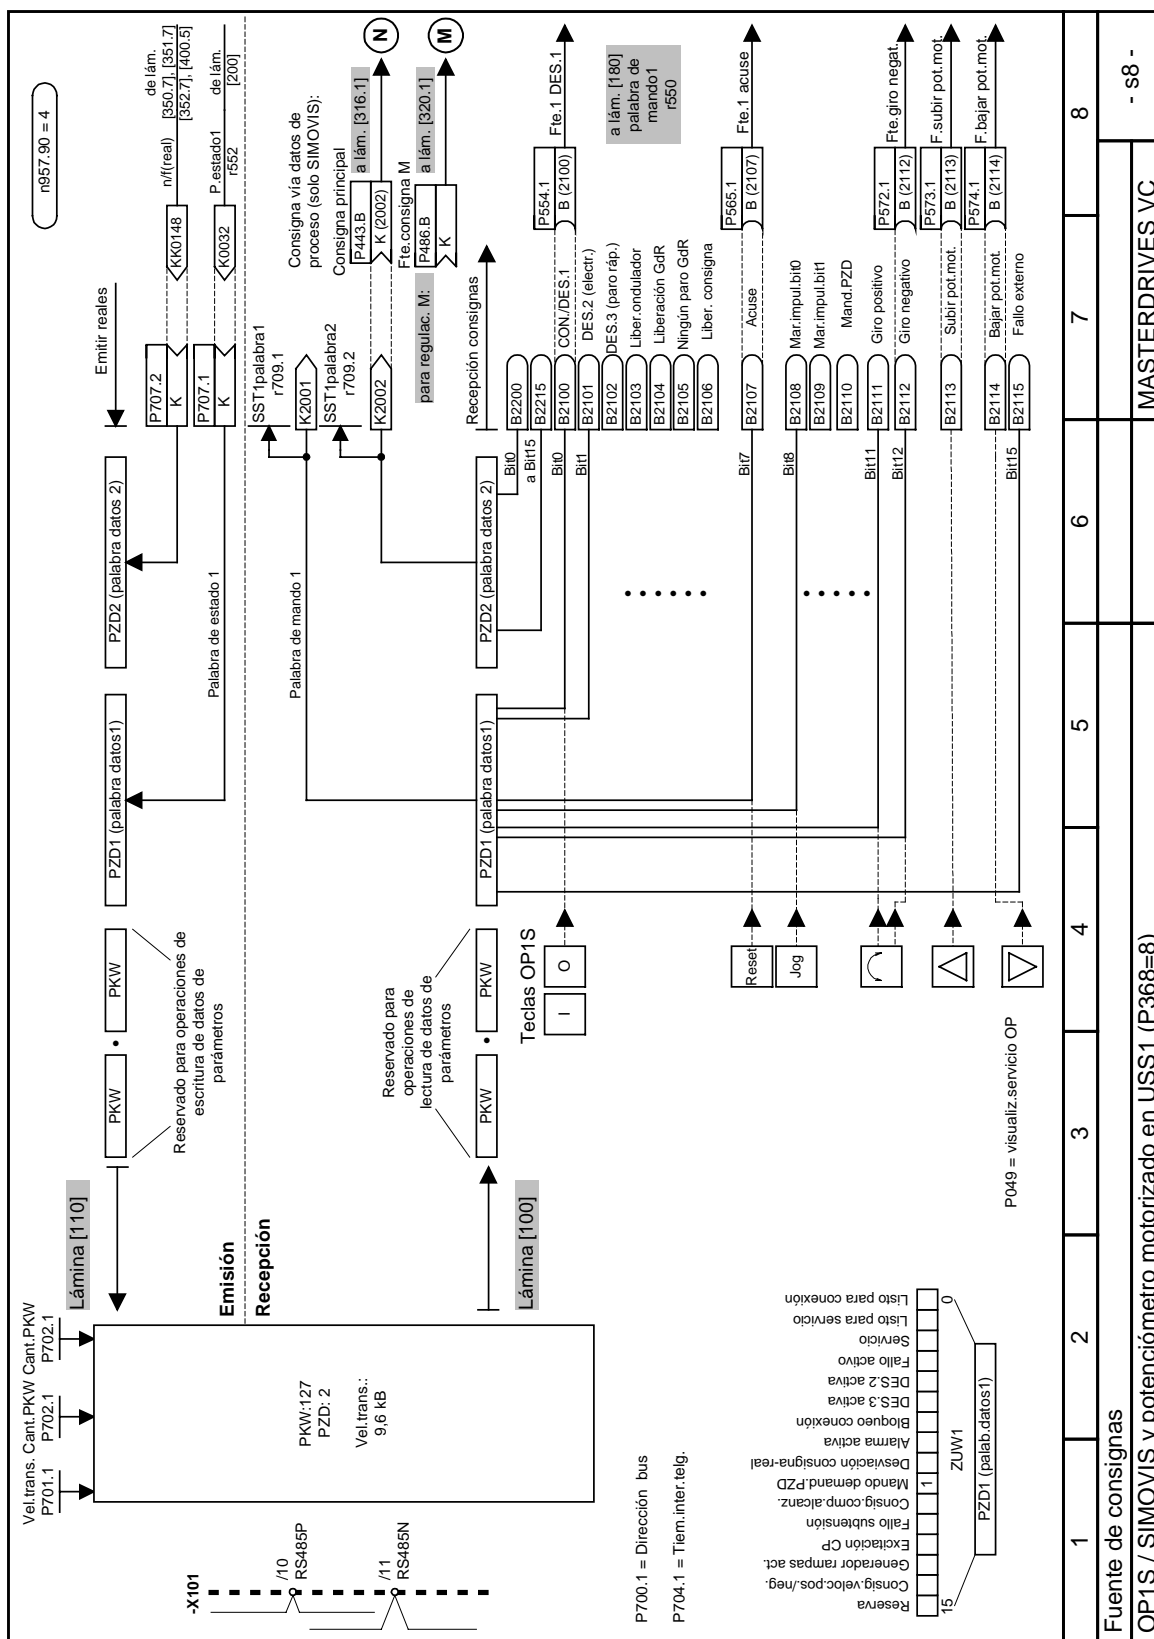 n957.90 = 4
Vel.trans.
P701.1
Cant.PKW
P702.1
Cant.PKW
P702.1
PKW:127
PZD: 2
Vel.trans.:
9,6 kB
-X101
/10
RS485P
/11
RS485N
Lámina [110]
Emisión
Recepción
Lámina [100]
PKW
PKW
Reservado para operaciones de
escritura de datos de
parámetros
PZD1 (palabra datos1)
PZD2 (palabra datos 2)
Emitir reales
P707.2
K
KK0148
n/f(real)
de lám.
[350.7], [351.7]
[352.7], [400.5]
P707.1
K
K0032
P.estado1
r552
de lám.
[200]
Palabra de estado 1
Palabra de mando 1
SST1palabra1
r709.1
K2001
SST1palabra2
r709.2
K2002
Consigna vía datos de
proceso (solo SIMOVIS):
Consigna principal
P443.B
K (2002)
a lám. [316.1]
N
Fte.consigna M
P486.B
K
a lám. [320.1]
M
para regulac. M:
Recepción consignas
Reservado para
operaciones de
lectura de datos de
parámetros
PKW
PKW
PZD1 (palabra datos1)
PZD2 (palabra datos 2)
Bit0
B2200
a Bit15
B2215
Bit0
B2100
CON./DES.1
Bit1
B2101
DES.2 (electr.)
B2102
DES.3 (paro ráp.)
B2103
Liber.ondulador
B2104
Liberación GdR
B2105
Ningún paro GdR
B2106
Liber. consigna
Bit7
B2107
Acuse
Bit8
B2108
Mar.impul.bit0
B2109
Mar.impul.bit1
B2110
Mand.PZD
Bit11
B2111
Giro positivo
Bit12
B2112
Giro negativo
B2113
Subir pot.mot.
B2114
Bajar pot.mot.
Bit15
B2115
Fallo externo
P554.1
B (2100)
Fte.1 DES.1
a lám. [180]
palabra de
mando1
r550
P565.1
B (2107)
Fte.1 acuse
P572.1
B (2112)
Fte.giro negat.
P573.1
B (2113)
F.subir pot.mot.
P574.1
B (2114)
F.bajar pot.mot.
Teclas OP1S
I
O
Reset
Jog
P049 = visualiz.servicio OP
P700.1 = Dirección bus
P704.1 = Tiem.inter.telg.
Listo para conexión
Listo para servicio
Servicio
Fallo activo
DES.2 activa
DES.3 activa
Bloqueo conexión
Alarma activa
Desviación consigna-real
Mando demand.PZD
Consig.comp.alcanz.
Fallo subtensión
Excitación CP
Generador rampas act.
Consig.veloc.pos./neg.
Reserva
1
15
0
ZUW1
PZD1 (palab.datos1)
1
2
3
4
5
6
7
8
Fuente de consignas
OP1S / SIMOVIS y potenciómetro motorizado en USS1 (P368=8)
MASTERDRIVES VC
- s8 -